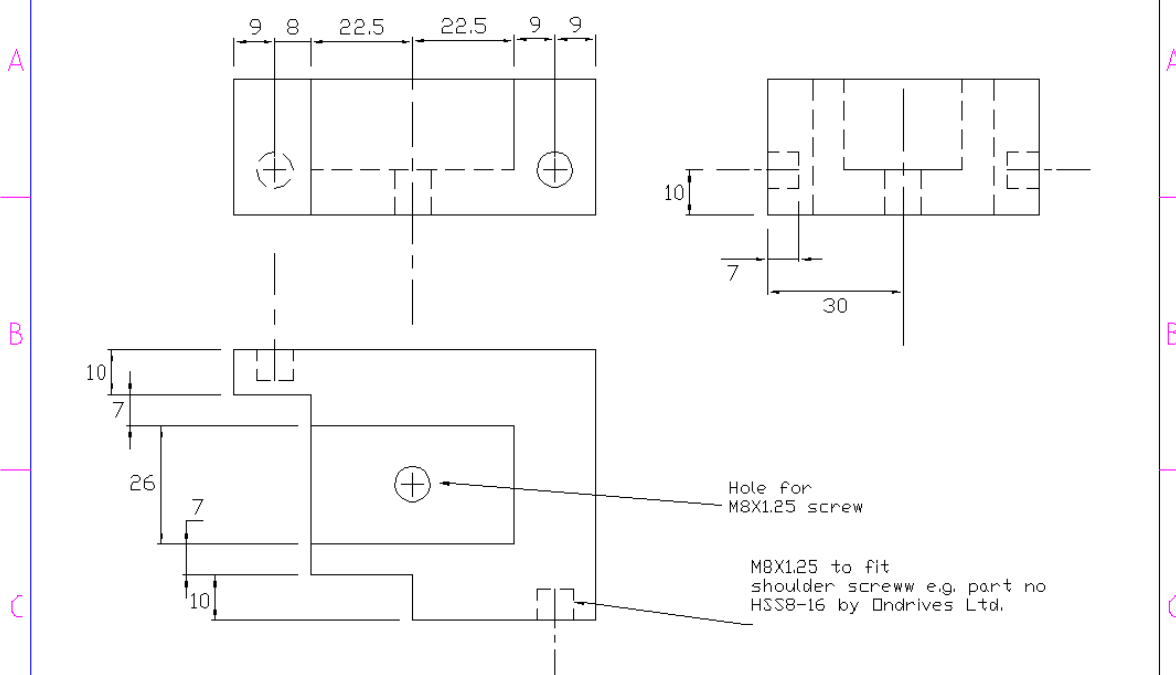 9 8 22.5 22.5 9 9
A A
10
7
30
B B
10
7
26
7
10
Hole for
M8X1.25 screw
M8X1.25 to fit
shoulder screww e.g. part no
HSS8-16 by Ondrives Ltd.
C C